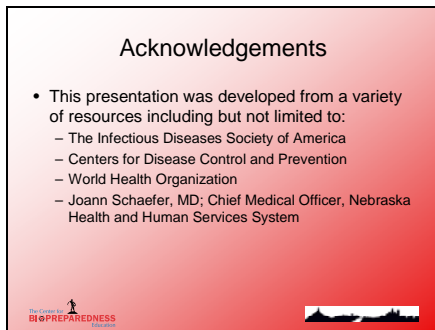 Acknowledgements
• This presentation was developed from a variety
of resources including but not limited to:
– The Infectious Diseases Society of America
– Centers for Disease Control and Prevention
– World Health Organization
– Joann Schaefer, MD; Chief Medical Officer, Nebraska
Health and Human Services System
The Center for
BIOPREPAREDNESS
Education